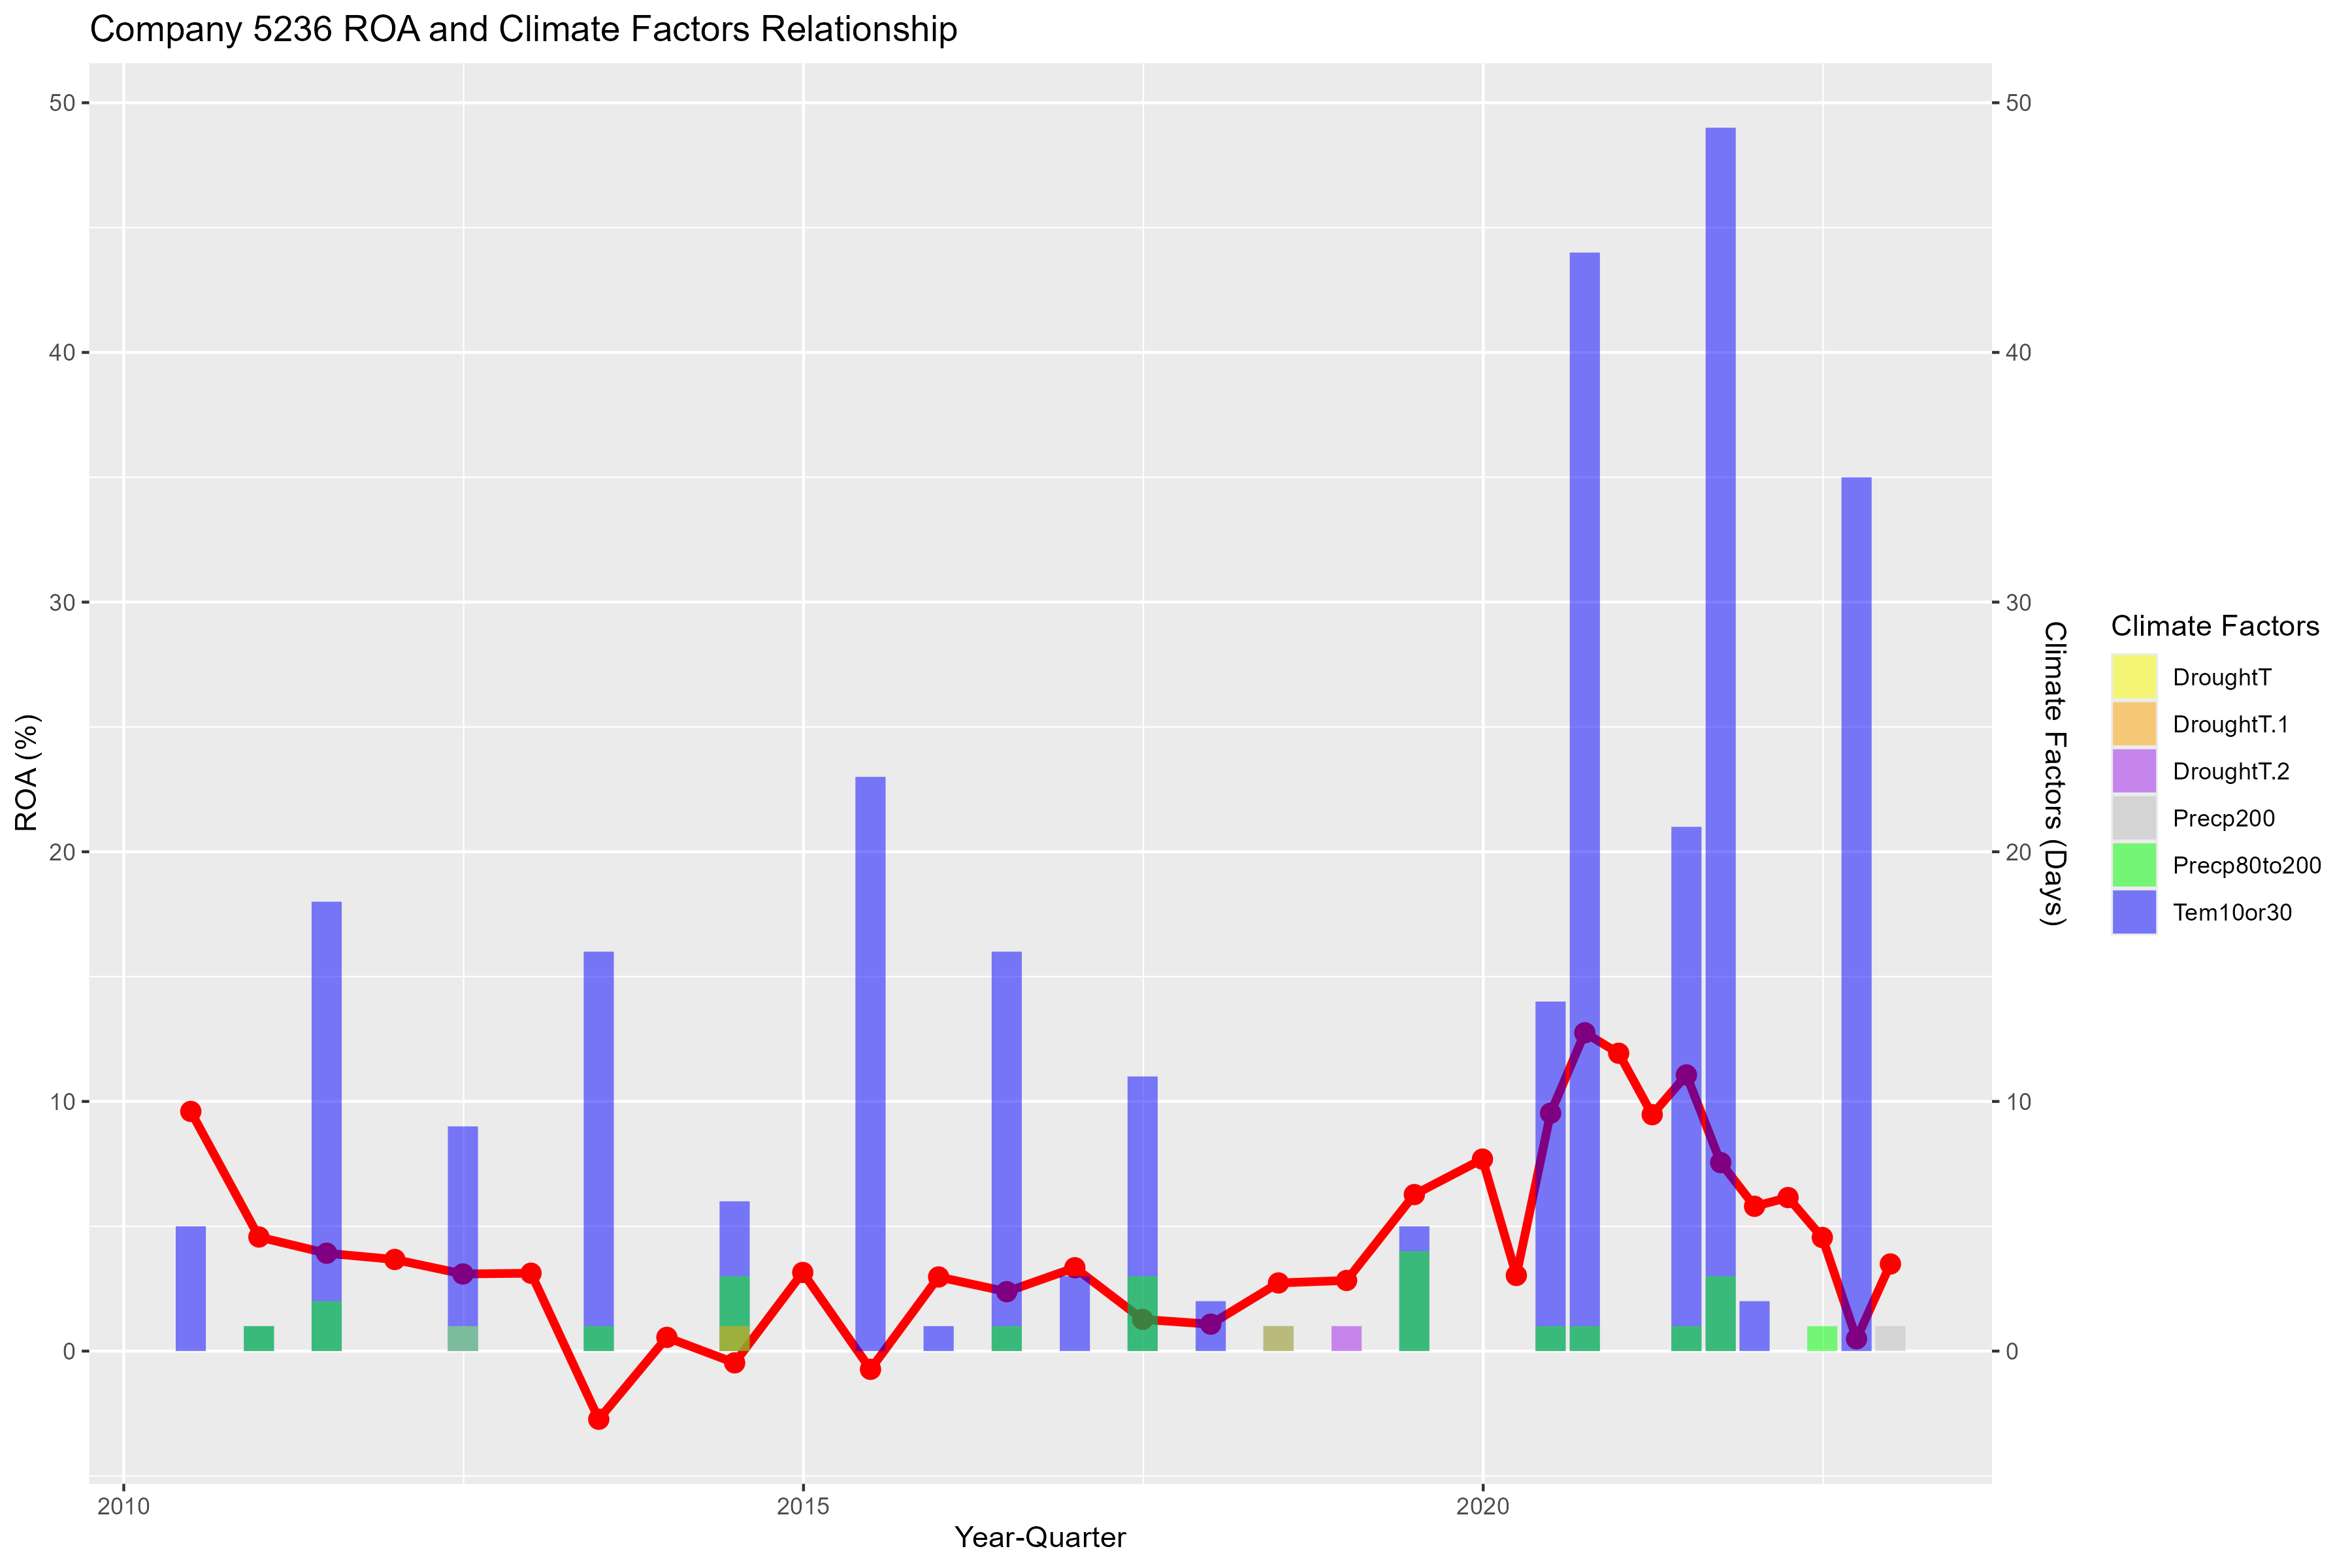 Company 5236 ROA and Climate Factors Relationship
50
40
30
20
10
0
ROA (%)
50
40
30
20
10
0
Climate Factors (Days)
2010
2015
2020
Year-Quarter
Climate Factors
DroughtT
DroughtT.1
DroughtT.2
Precp200
Precp80to200
Tem10or30